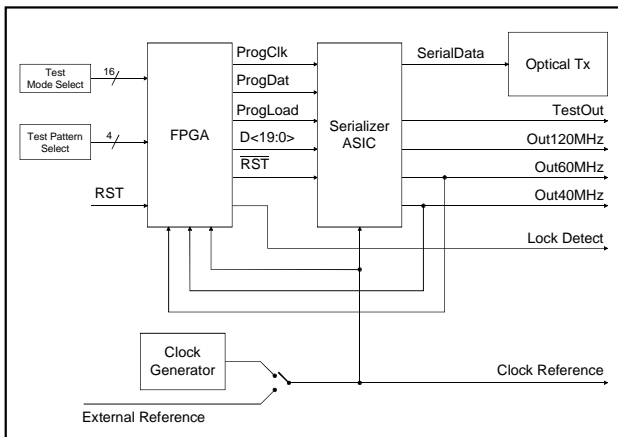 Test
Mode Select
16
Test Pattern
Select
4
RST
FPGA
ProgClk
ProgDat
ProgLoad
D<19:0>
RST
Serializer
ASIC
SerialData
Optical Tx
TestOut
Out120MHz
Out60MHz
Out40MHz
Lock Detect
Clock
Generator
Clock Reference
External Reference